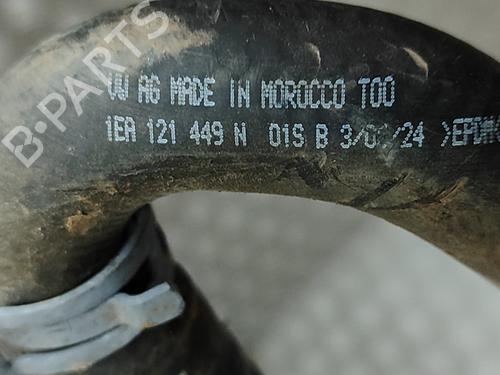 B-PARTS
VW AG MADE IN MOROCCO TOO
1EA 121 449 N 01S B